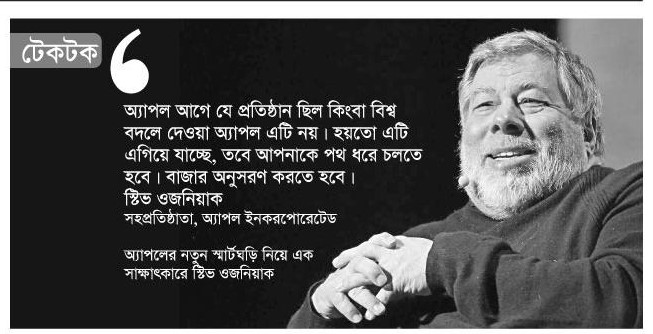 টেকটক
অ্যাপল আগে যে প্রতিষ্ঠান ছিল কিংবা বিশ্ব
বদলে দেওয়া অ্যাপল এটি নয়। হয়তো এটি
এগিয়ে যাচ্ছে, তবে আপনাকে পথ ধরে চলতে
হবে। বাজার অনুসরণ করতে হবে।
স্টিভ ওজনিয়াক
সহপ্রতিষ্ঠাতা, অ্যাপল ইনকরপোরেটেড
অ্যাপলের নতুন স্মার্টঘড়ি নিয়ে এক
সাক্ষাৎকারে স্টিভ ওজনিয়াক